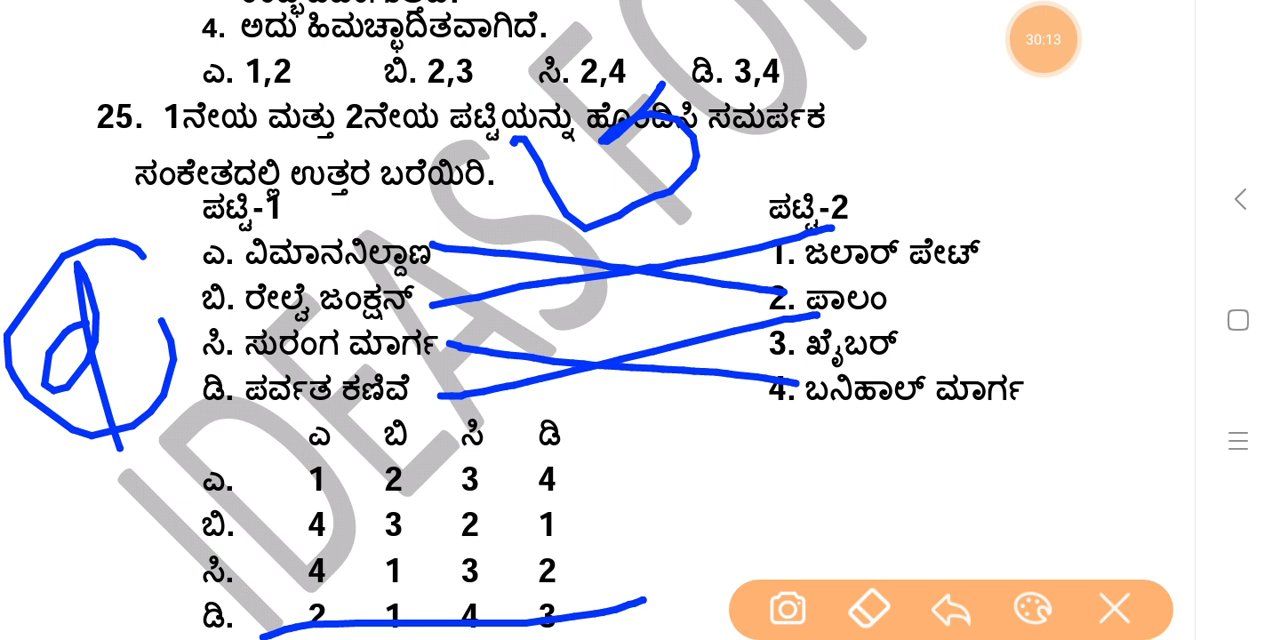 4. ಅದು ಹಿಮಚ್ಛಾದಿತವಾಗಿದೆ.
ಎ. 1,2 ಬಿ. 2,3 ಸಿ. 2,4 ಡಿ. 3,4
25. 1ನೇಯ ಮತ್ತು 2ನೇಯ ಪಟ್ಟಿಯನ್ನು ಹೊಂದಿಸಿ ಸಮರ್ಪಕ
ಸಂಕೇತದಲ್ಲಿ ಉತ್ತರ ಬರೆಯಿರಿ.
ಪಟ್ಟಿ-1 ಪಟ್ಟಿ-2
ಎ. ವಿಮಾನನಿಲ್ದಾಣ 1. ಜಲಾರ್ ಪೇಟ್
ಬಿ. ರೇಲ್ವೆ ಜಂಕ್ಷನ್ 2. ಪಾಲಂ
ಸಿ. ಸುರಂಗ ಮಾರ್ಗ 3. ಖೈಬರ್
ಡಿ. ಪರ್ವತ ಕಣಿವೆ 4. ಬನಿಹಾಲ್ ಮಾರ್ಗ
ಎ ಬಿ ಸಿ ಡಿ
ಎ. 1 2 3 4
ಬಿ. 4 3 2 1
ಸಿ. 4 1 3 2
ಡಿ. 2 1 4 3
30:13
IDEAS FOR
d